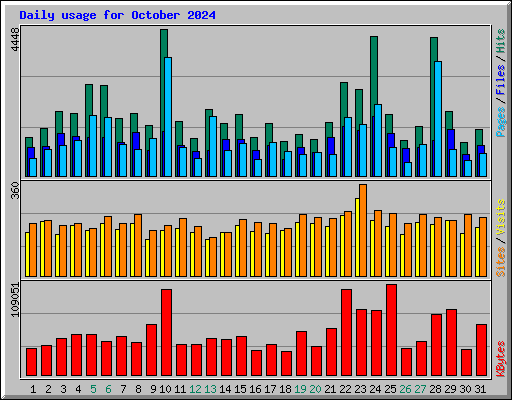 Daily usage for October 2024
4448
Pages / Files / Hits
360
Sites / Visits
109051
KBytes
1 2 3 4 5 6 7 8 9 10 11 12 13 14 15 16 17 18 19 20 21 22 23 24 25 26 27 28 29 30 31